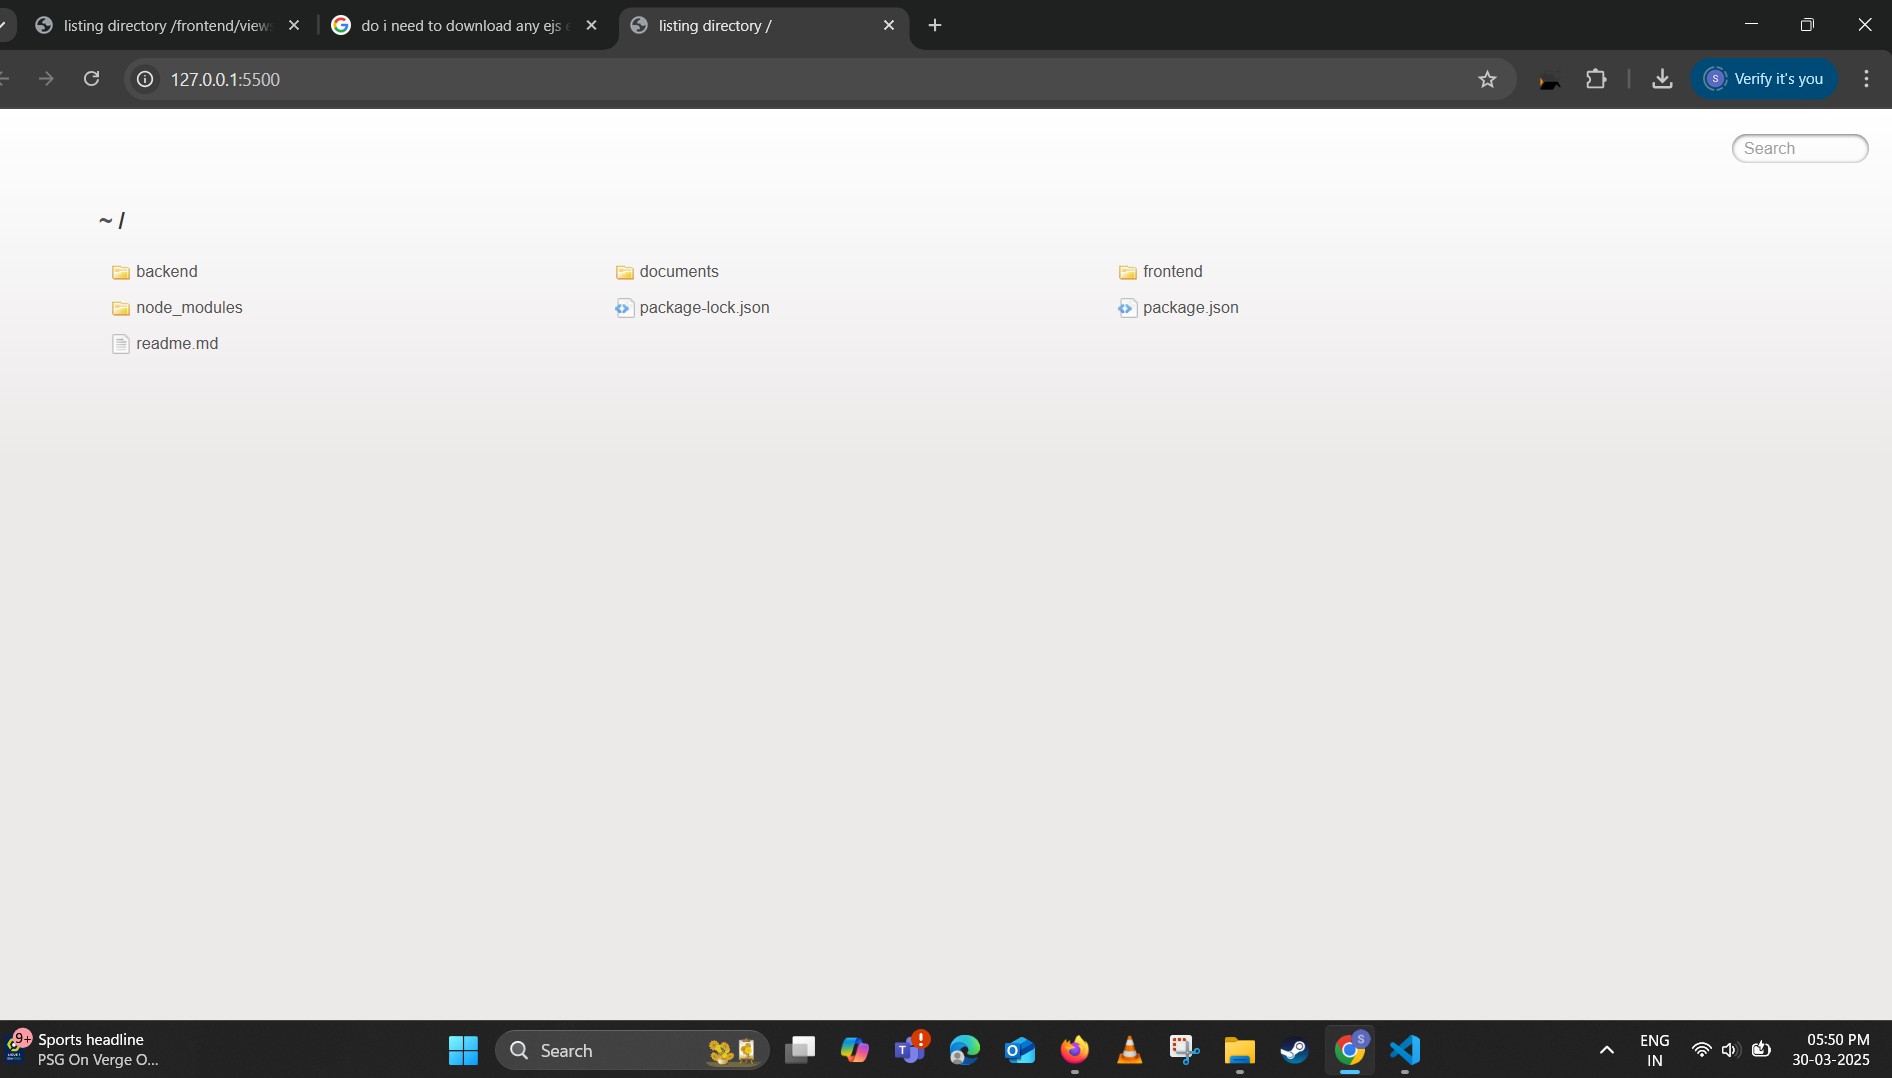 listing directory /frontend/view
do i need to download any ejs
listing directory /
127.0.0.1:5500
S
Verify it's you
Search
~ /
backend
documents
frontend
node_modules
package-lock.json
package.json
readme.md
9+
Sports headline
PSG On Verge O...
Search
T
!
O
S
ENG
IN
05:50 PM
30-03-2025